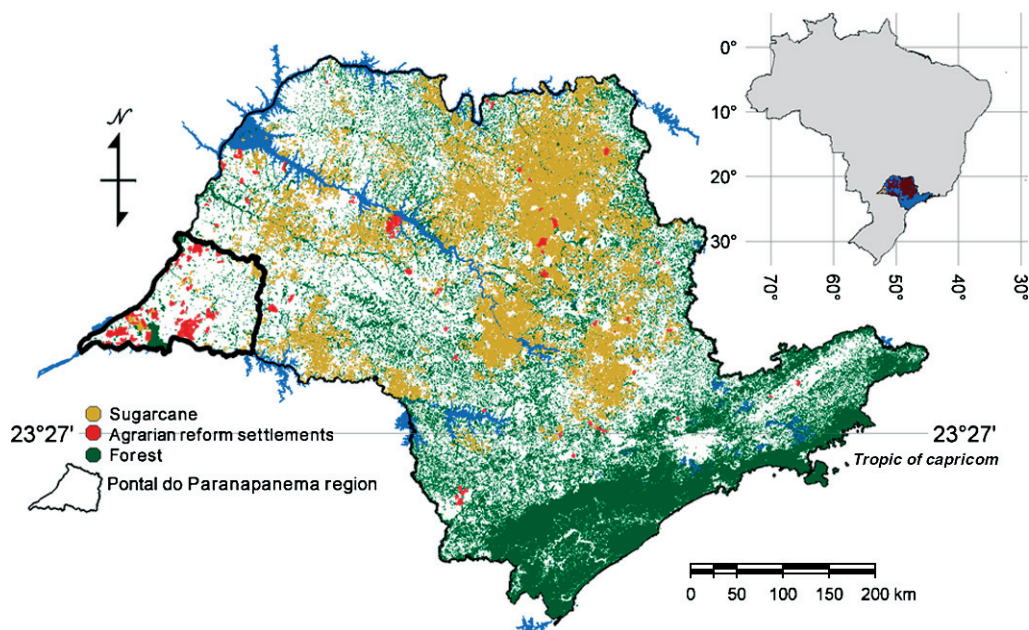 N
0°
10°
20°
30°
70°
60°
50°
40°
30°
Sugarcane
23°27'
Agrarian reform settlements
Forest
Pontal do Paranapanema region
23°27'
Tropic of capricom
0
50
100
150
200 km